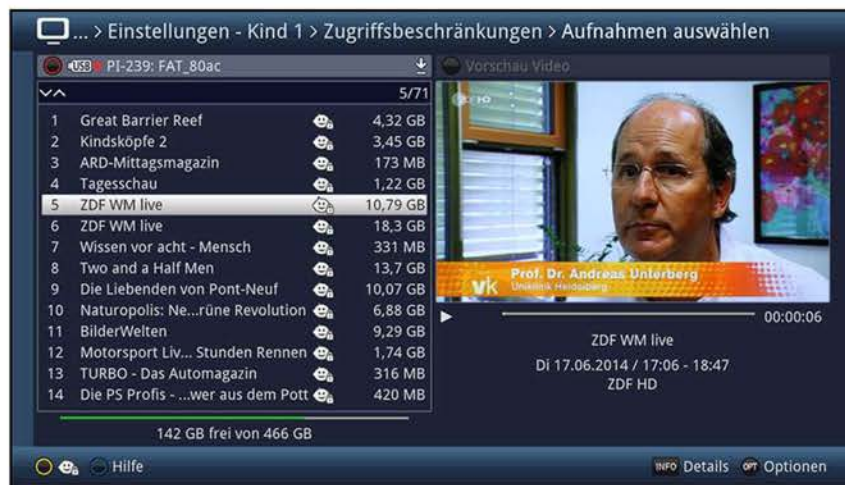 ... > Einstellungen - Kind 1 > Zugriffsbeschränkungen > Aufnahmen auswählen
USB PI-239: FAT_80ac
Vorschau Video
5/71
1 Great Barrier Reef 4,32 GB
2 Kindsköpfe 2 3,45 GB
3 ARD-Mittagsmagazin 173 MB
4 Tagesschau 1,22 GB
5 ZDF WM live 10,79 GB
6 ZDF WM live 18,3 GB
7 Wissen vor acht - Mensch 331 MB
8 Two and a Half Men 13,7 GB
9 Die Liebenden von Pont-Neuf 10,07 GB
10 Naturopolis: Ne...rüne Revolution 6,88 GB
11 BilderWelten 9,29 GB
12 Motorsport Liv... Stunden Rennen 1,74 GB
13 TURBO - Das Automagazin 316 MB
14 Die PS Profis - ...wer aus dem Pott 420 MB
142 GB frei von 466 GB
HD
vk
Prof. Dr. Andreas Unterberg
Uniklinik Heidelberg
00:00:06
ZDF WM live
Di 17.06.2014 / 17:06 - 18:47
ZDF HD
Hilfe
INFO Details
OPT Optionen